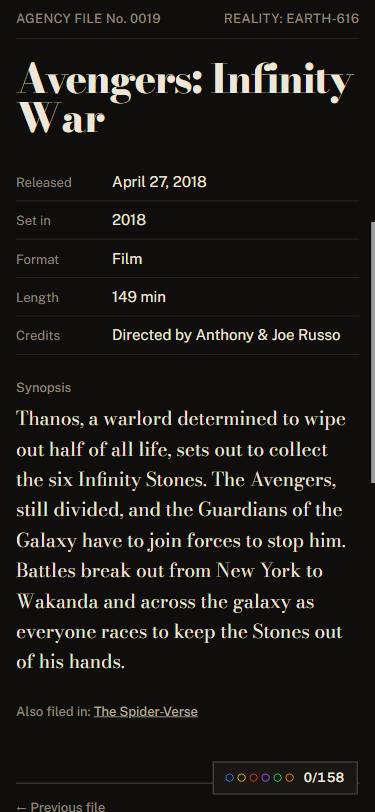 AGENCY FILE No. 0019 REALITY: EARTH-616
Avengers: Infinity
War
Released April 27, 2018
Set in 2018
Format Film
Length 149 min
Credits Directed by Anthony & Joe Russo
Synopsis
Thanos, a warlord determined to wipe
out half of all life, sets out to collect
the six Infinity Stones. The Avengers,
still divided, and the Guardians of the
Galaxy have to join forces to stop him.
Battles break out from New York to
Wakanda and across the galaxy as
everyone races to keep the Stones out
of his hands.
Also filed in: The Spider-Verse
0/158
← Previous file